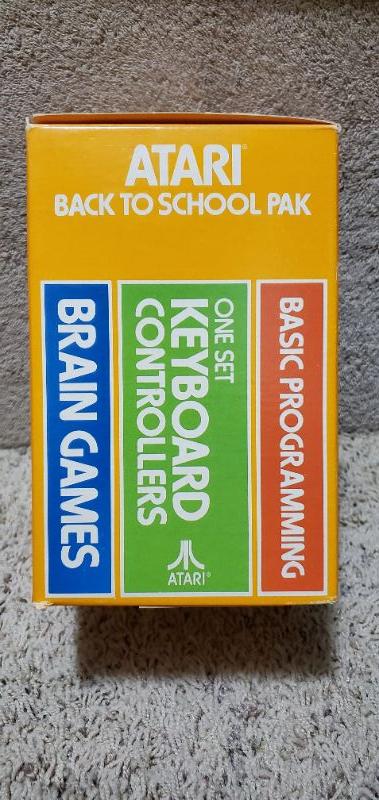 ATARI®
BACK TO SCHOOL PAK
BRAIN GAMES
ONE SET
KEYBOARD
CONTROLLERS
ATARI®
BASIC PROGRAMMING